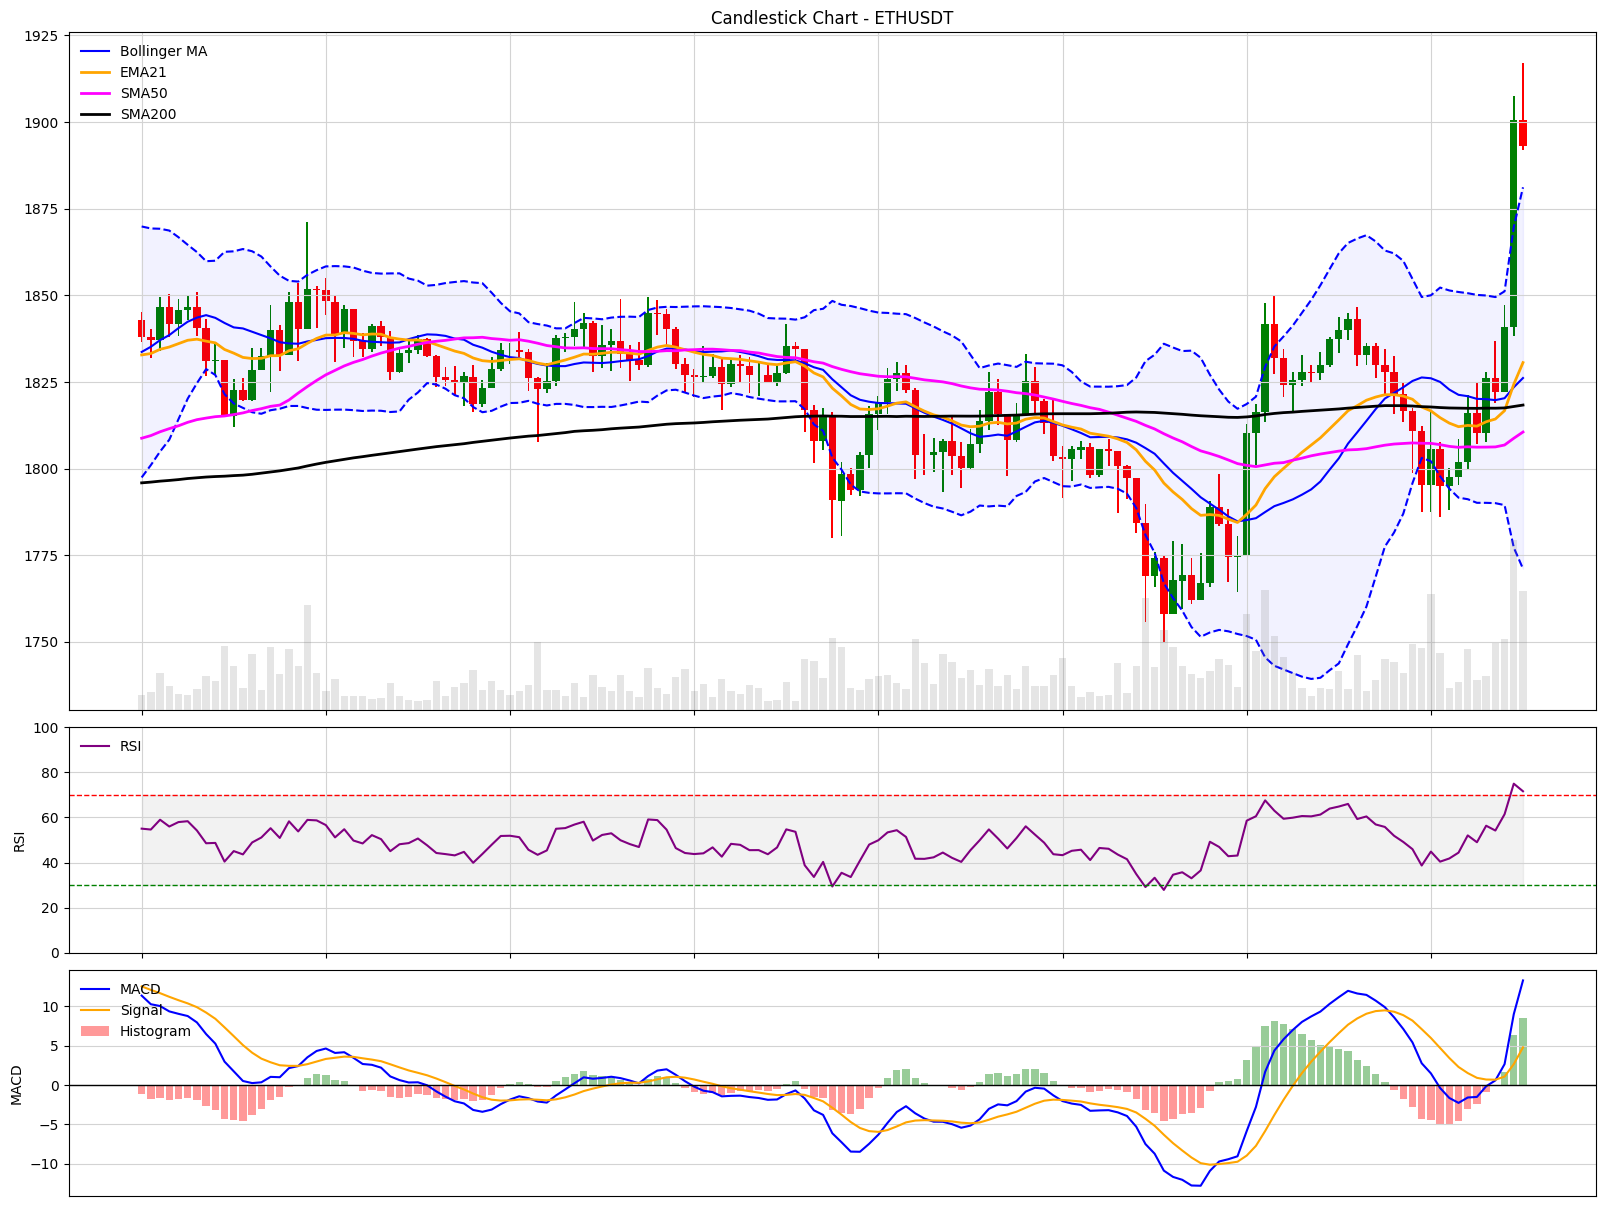 Candlestick Chart - ETHUSDT
1925
1900
1875
1850
1825
1800
1775
1750
Bollinger MA
EMA21
SMA50
SMA200
100
80
60
40
20
0
RSI
RSI
10
5
0
−5
−10
MACD
MACD
Signal
Histogram